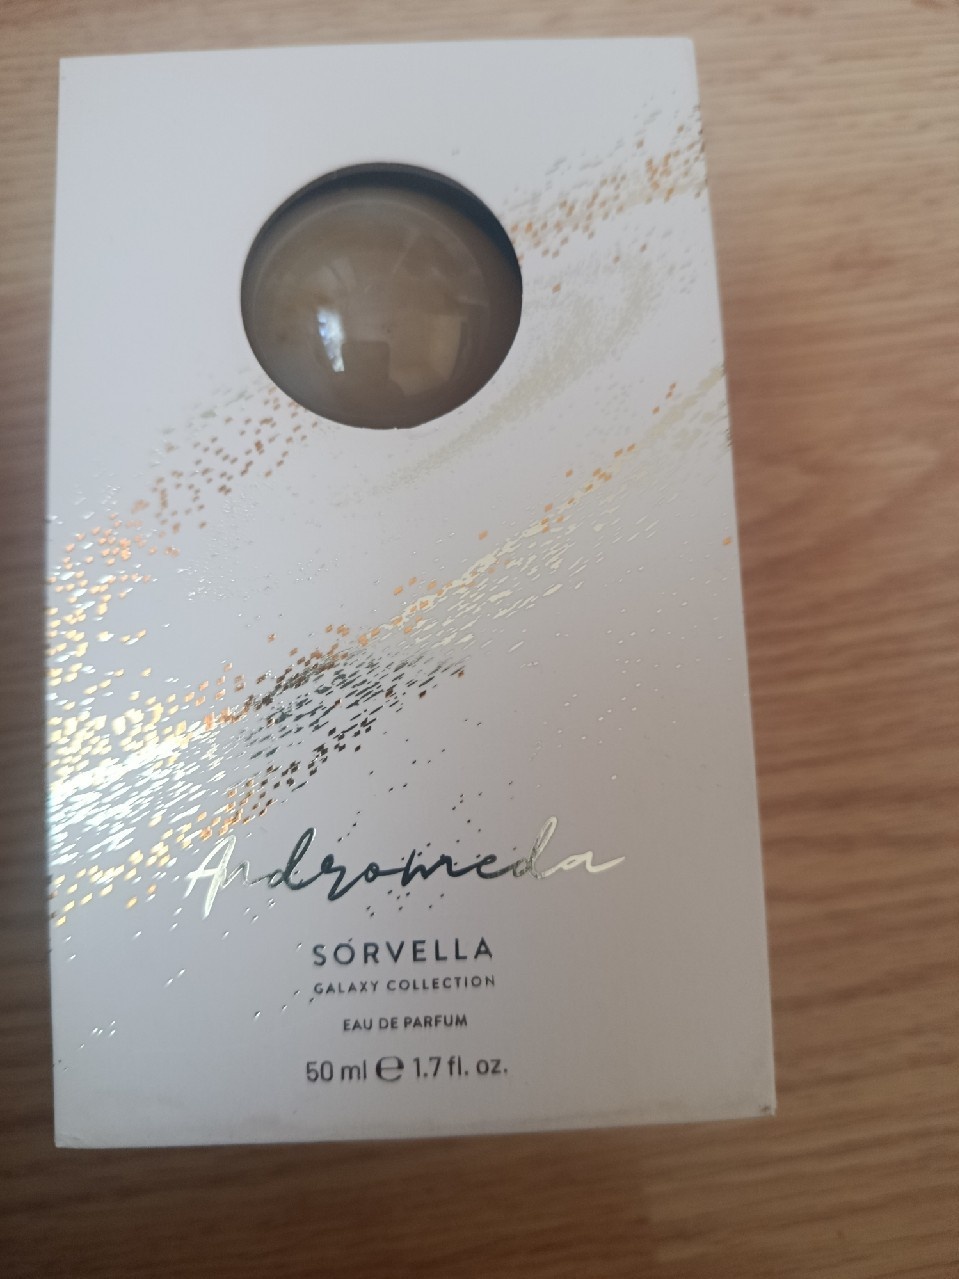 Andromeda
SORVELLA
GALAXY COLLECTION
EAU DE PARFUM
50 ml ℮ 1.7 fl. oz.